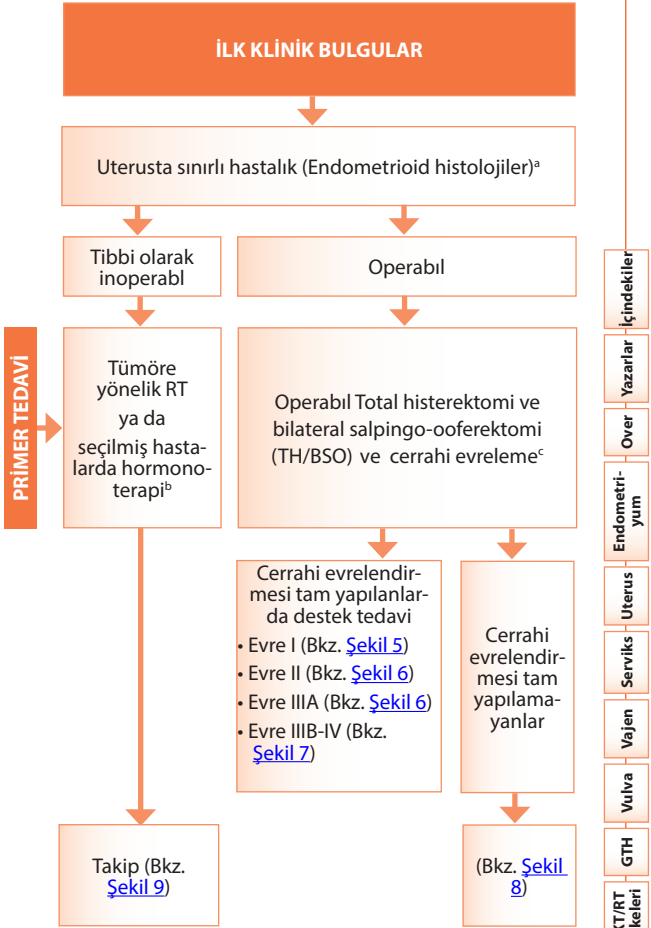 İLK KLİNİK BULGULAR
Uterusta sınırlı hastalık (Endometrioid histolojiler)ᵃ
Tibbi olarak
inoperabl
Operabıl
PRİMER TEDAVİ
Tümöre
yönelik RT
ya da
seçilmiş hasta-
larda hormono-
terapiᵇ
Operabıl Total histerektomi ve
bilateral salpingo-ooferektomi
(TH/BSO) ve cerrahi evrelemeᶜ
Cerrahi evrelendir-
mesi tam yapılanlar-
da destek tedavi
• Evre I (Bkz. Şekil 5)
• Evre II (Bkz. Şekil 6)
• Evre IIIA (Bkz. Şekil 6)
• Evre IIIB-IV (Bkz.
Şekil 7)
Cerrahi
evrelendir-
mesi tam
yapılama-
yanlar
Takip (Bkz.
Şekil 9)
(Bkz. Şekil
8)
İçindekiler
Yazarlar
Over
Endometri-
yum
Uterus
Serviks
Vajen
Vulva
GTH
T/RT
keleri